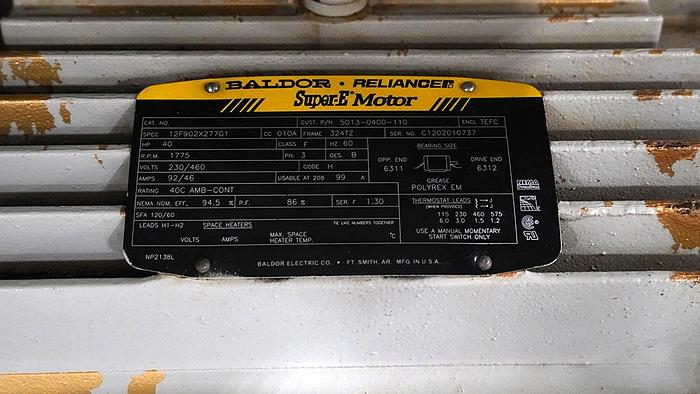 BALDOR • RELIANCER
Super-E® Motor
CAT. NO. CUST. P/N 5013-0400-110 ENCL TEFC
SPEC 12F902X277G1 CC 010A FRAME 324TZ SER. NO. C1202010737
HP 40 CLASS F HZ 60
R.P.M. 1775 PH. 3 DES. B
VOLTS 230/460 CODE H
AMPS 92/46 USABLE AT 208 99 A
RATING 40C AMB-CONT
NEMA NOM. EFF. 94.5 % P.F. 86 % SER. F 1.30
SFA 120/60
LEADS H1-H2 SPACE HEATERS TIE LIKE NUMBERS TOGETHER
VOLTS AMPS MAX. SPACE HEATER TEMP. °C
BEARING SIZE
OPP. END 6311 DRIVE END 6312
GREASE
POLYREX EM
THERMOSTAT LEADS J
(WHEN PROVIDED) J
115 230 460 575
6.0 3.0 1.5 1.2
USE A MANUAL MOMENTARY
START SWITCH ONLY
NEMA
NP2138L
BALDOR ELECTRIC CO. • FT. SMITH, AR. MFG. IN U.S.A.